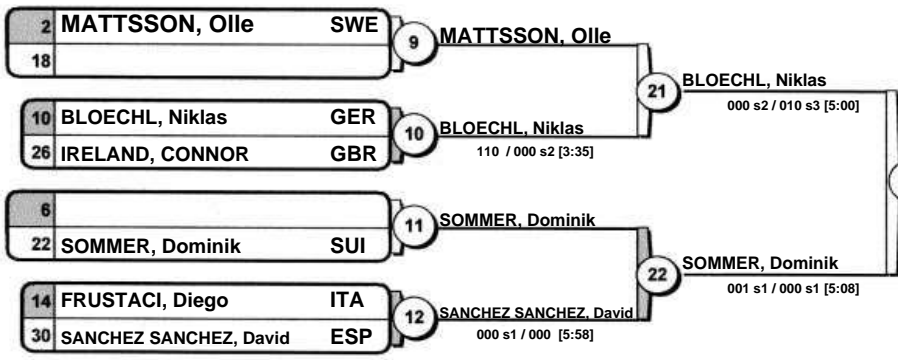 2 MATTSSON, Olle SWE
18
9 MATTSSON, Olle
10 BLOECHL, Niklas GER
26 IRELAND, CONNOR GBR
10 BLOECHL, Niklas
110 / 000 s2 [3:35]
21 BLOECHL, Niklas
000 s2 / 010 s3 [5:00]
6
22 SOMMER, Dominik SUI
11 SOMMER, Dominik
14 FRUSTACI, Diego ITA
30 SANCHEZ SANCHEZ, David ESP
12 SANCHEZ SANCHEZ, David
000 s1 / 000 [5:58]
22 SOMMER, Dominik
001 s1 / 000 s1 [5:08]